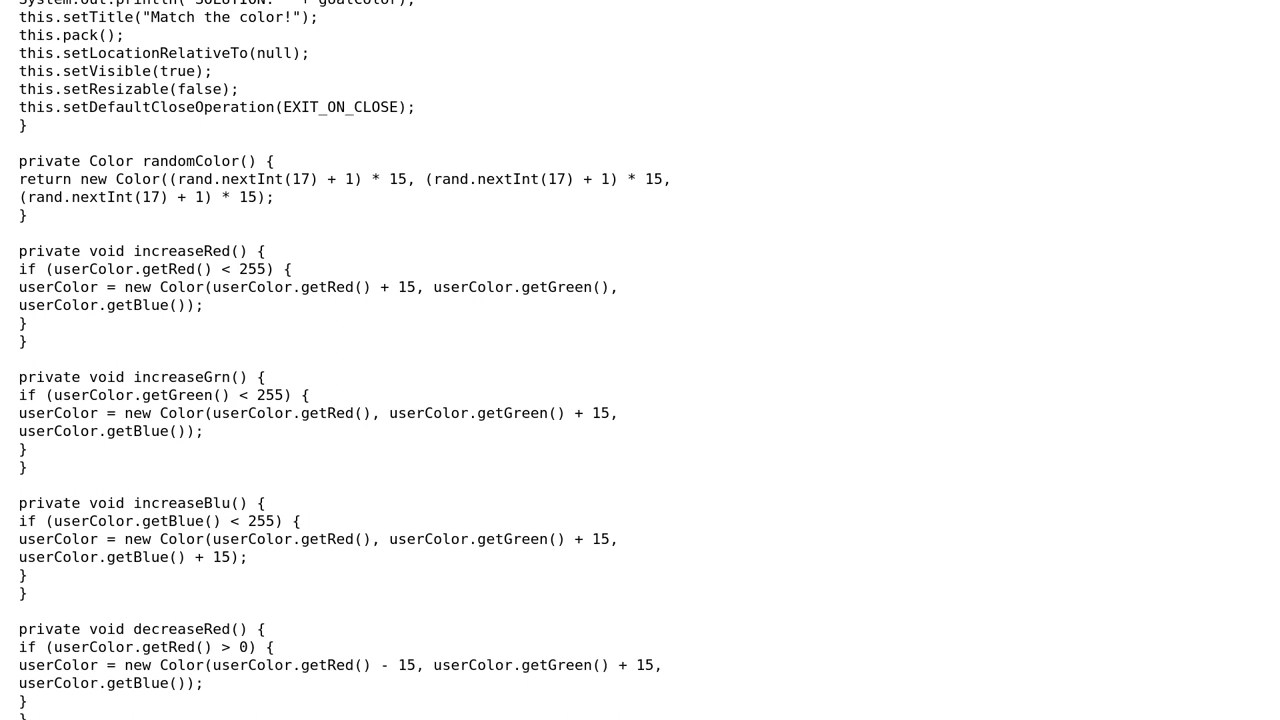 System.out.println("SOLUTION: " + goalColor);
this.setTitle("Match the color!");
this.pack();
this.setLocationRelativeTo(null);
this.setVisible(true);
this.setResizable(false);
this.setDefaultCloseOperation(EXIT_ON_CLOSE);
}
private Color randomColor() {
return new Color((rand.nextInt(17) + 1) * 15, (rand.nextInt(17) + 1) * 15,
(rand.nextInt(17) + 1) * 15);
}
private void increaseRed() {
if (userColor.getRed() < 255) {
userColor = new Color(userColor.getRed() + 15, userColor.getGreen(),
userColor.getBlue());
}
}
private void increaseGrn() {
if (userColor.getGreen() < 255) {
userColor = new Color(userColor.getRed(), userColor.getGreen() + 15,
userColor.getBlue());
}
}
private void increaseBlu() {
if (userColor.getBlue() < 255) {
userColor = new Color(userColor.getRed(), userColor.getGreen() + 15,
userColor.getBlue() + 15);
}
}
private void decreaseRed() {
if (userColor.getRed() > 0) {
userColor = new Color(userColor.getRed() - 15, userColor.getGreen() + 15,
userColor.getBlue());
}
}